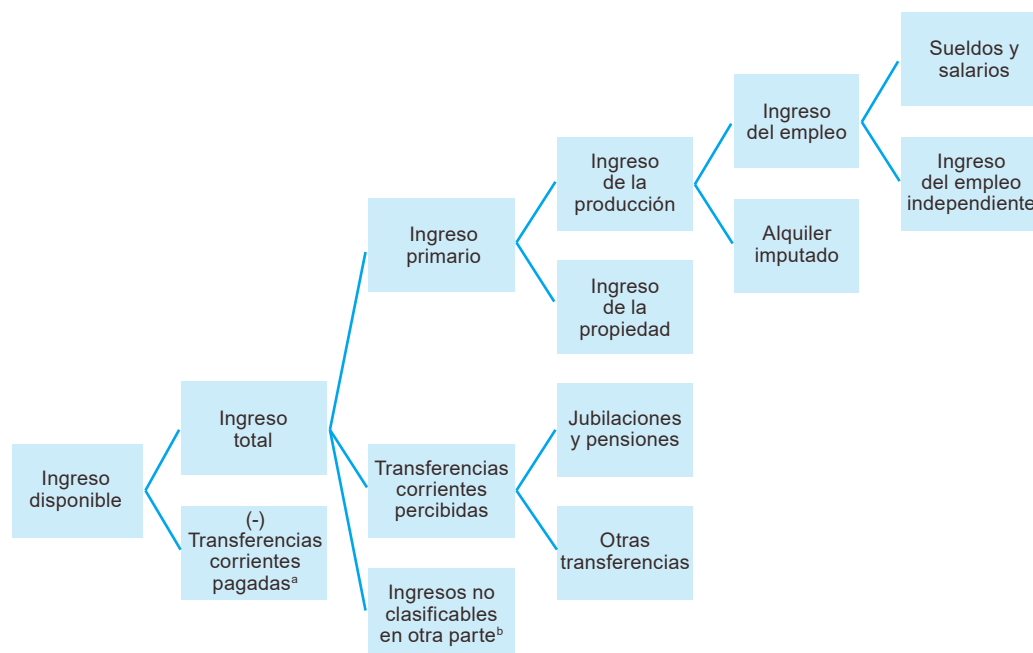 Sueldos y
salarios
Ingreso
del empleo
Ingreso
del empleo
independiente
Ingreso
de la
producción
Alquiler
imputado
Ingreso
primario
Ingreso
de la
propiedad
Ingreso
total
Jubilaciones
y pensiones
Ingreso
disponible
Transferencias
corrientes
percibidas
(-)
Transferencias
corrientes
pagadasᵃ
Otras
transferencias
Ingresos no
clasificables
en otra parteᵇ